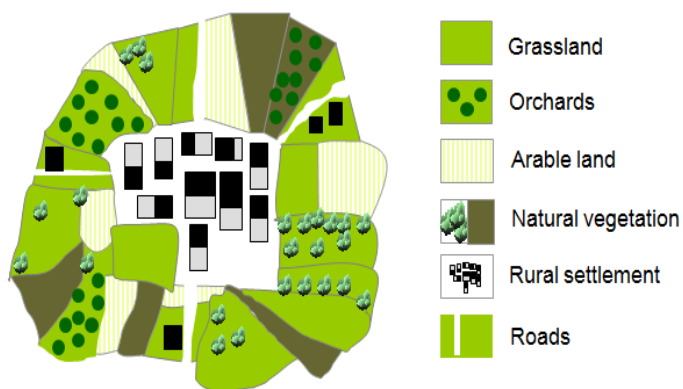 Grassland
Orchards
Arable land
Natural vegetation
Rural settlement
Roads